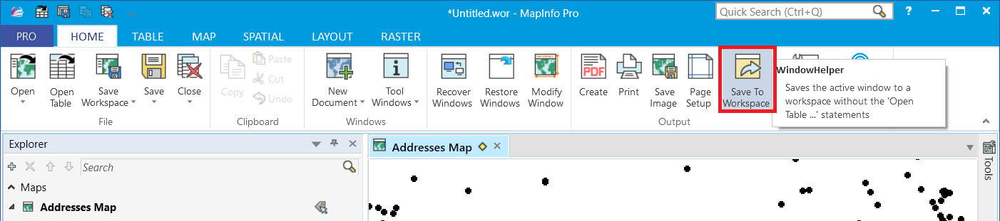 *Untitled.wor - MapInfo Pro
Quick Search (Ctrl+Q)
?
PRO HOME TABLE MAP SPATIAL LAYOUT RASTER
Open
Open
Table
Save
Workspace
Save
Close
File
Copy
Paste
Cut
Undo
Clipboard
New
Document
Tool
Windows
Windows
Recover
Windows
Restore
Windows
Modify
Window
PDF
Create
Print
Save
Image
Page
Setup
Save To
Workspace
Output
WindowHelper
Saves the active window to a
workspace without the 'Open
Table ...' statements
Explorer
Search
Maps
Addresses Map
Addresses Map
Tools